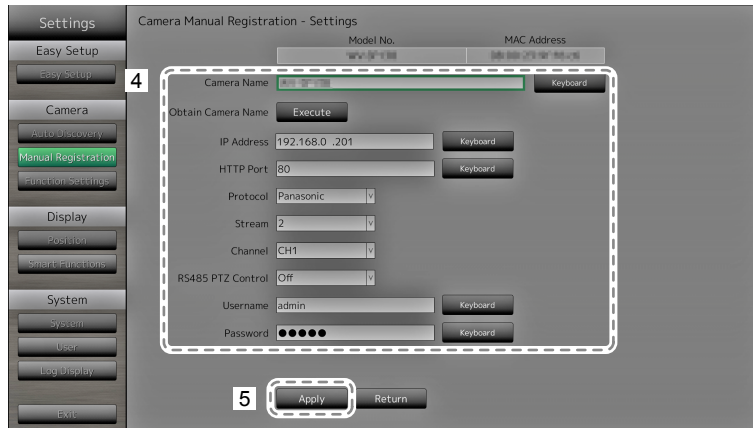 Settings
Camera Manual Registration - Settings
Model No. MAC Address
Easy Setup
Easy Setup
4
Camera Name Keyboard
Camera
Obtain Camera Name Execute
Auto Discovery
IP Address 192.168.0 .201 Keyboard
Manual Registration
HTTP Port 80 Keyboard
Function Settings
Protocol Panasonic
Display
Stream 2
Position
Channel CH1
Smart Functions
RS485 PTZ Control Off
System
Username admin Keyboard
System
Password ●●●●● Keyboard
User
Log Display
5
Apply Return
Exit